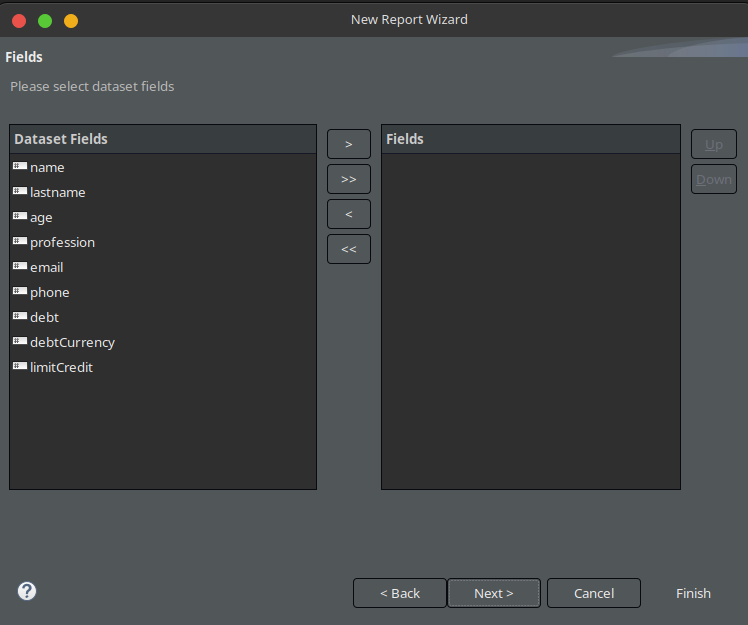 New Report Wizard
Fields
Please select dataset fields
Dataset Fields
name
lastname
age
profession
email
phone
debt
debtCurrency
limitCredit
>
>>
<
<<
Fields
Up
Down
?
< Back
Next >
Cancel
Finish